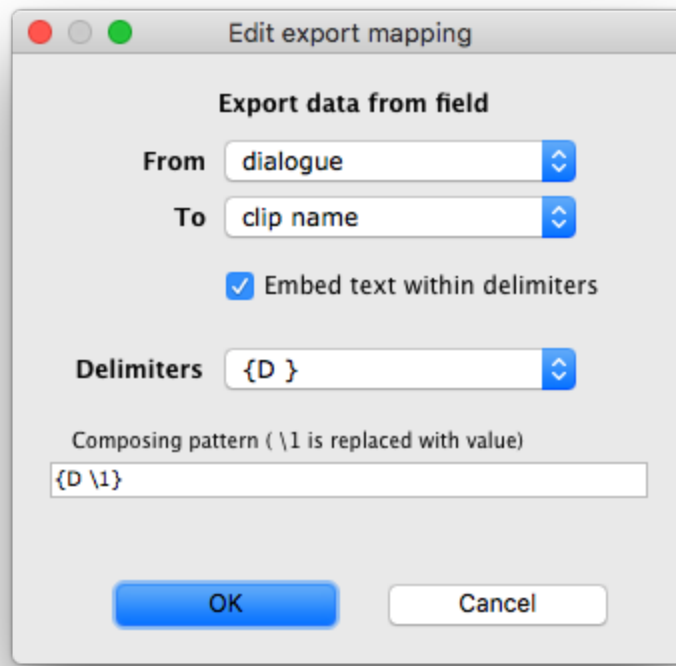 Edit export mapping
Export data from field
From dialogue
To clip name
Embed text within delimiters
Delimiters {D }
Composing pattern ( \1 is replaced with value)
{D \1}
OK Cancel